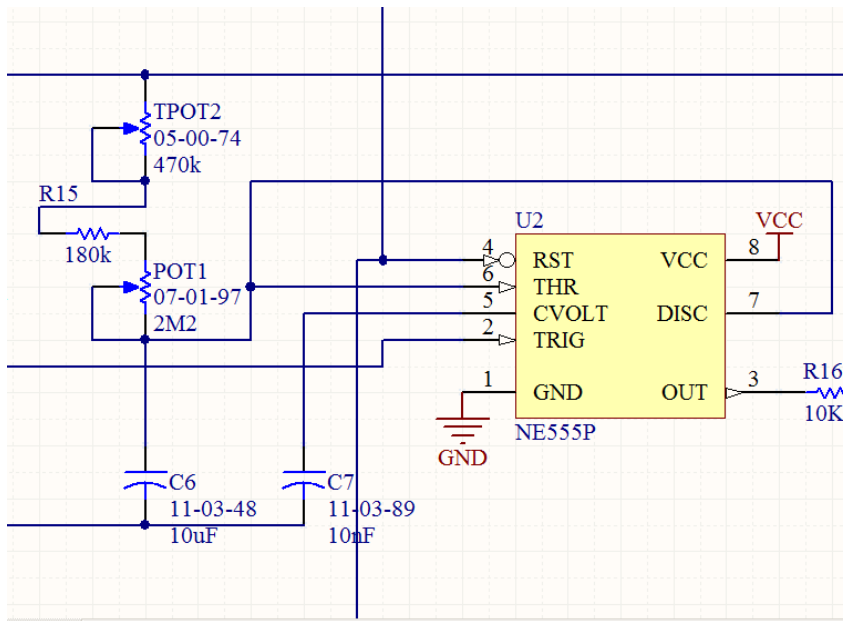 TPOT2
05-00-74
470k
R15
180k
POT1
07-01-97
2M2
U2
VCC
4
RST
VCC
8
6
THR
5
CVOLT
DISC
7
2
TRIG
1
GND
OUT
3
R16
10K
NE555P
GND
C6
11-03-48
10uF
C7
11-03-89
10nF